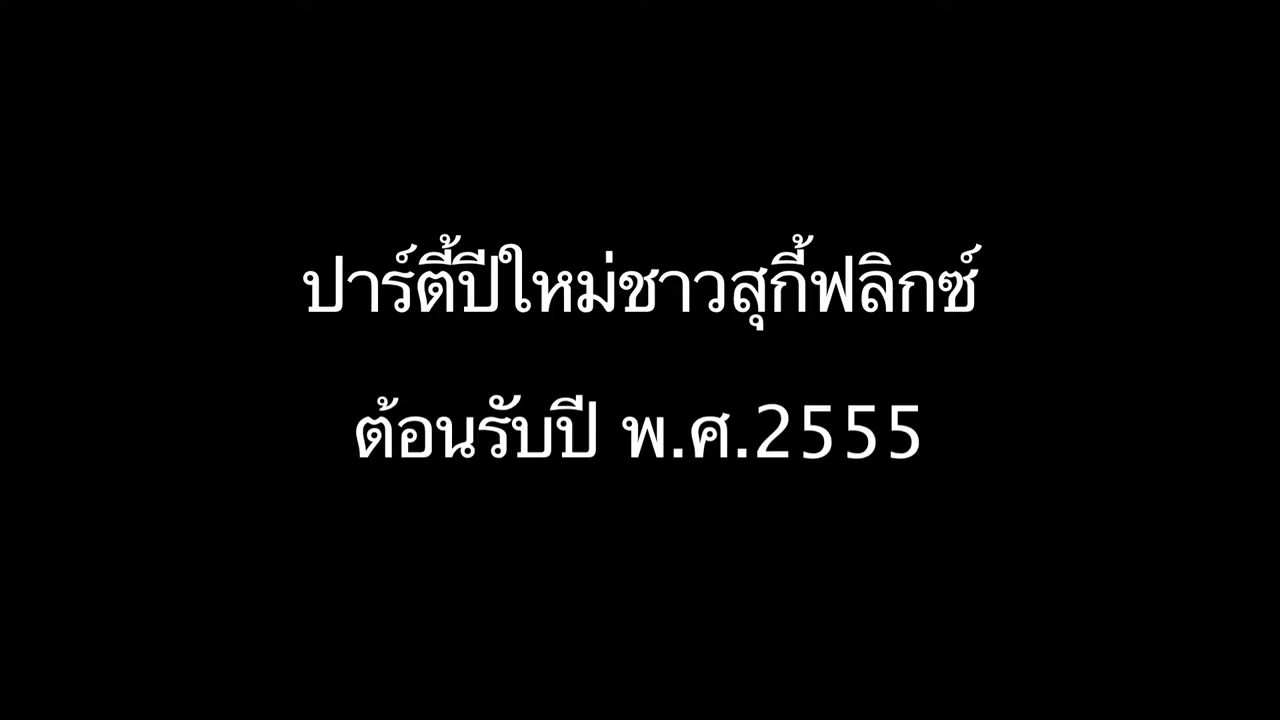 ปาร์ตี้ปีใหม่ชาวสุกี้ฟลิกซ์
ต้อนรับปี พ.ศ.2555